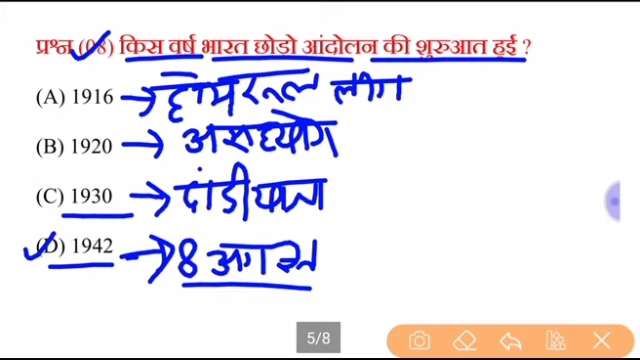 प्रश्न (08) किस वर्ष भारत छोडो आंदोलन की शुरुआत हुई ?
(A) 1916 → होमरूल लीग
(B) 1920 → असहयोग
(C) 1930 → दांडी यात्रा
(D) 1942 → 8 अगस्त
5/8